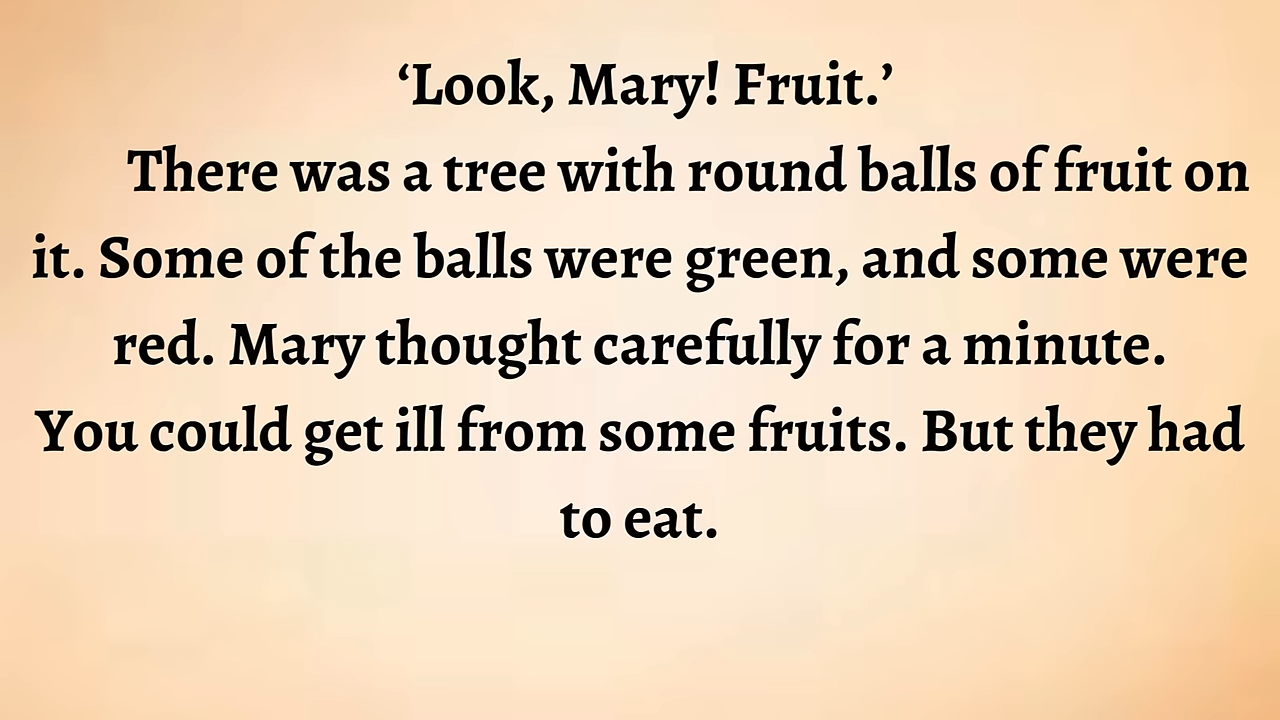 ‘Look, Mary! Fruit.’
There was a tree with round balls of fruit on
it. Some of the balls were green, and some were
red. Mary thought carefully for a minute.
You could get ill from some fruits. But they had
to eat.